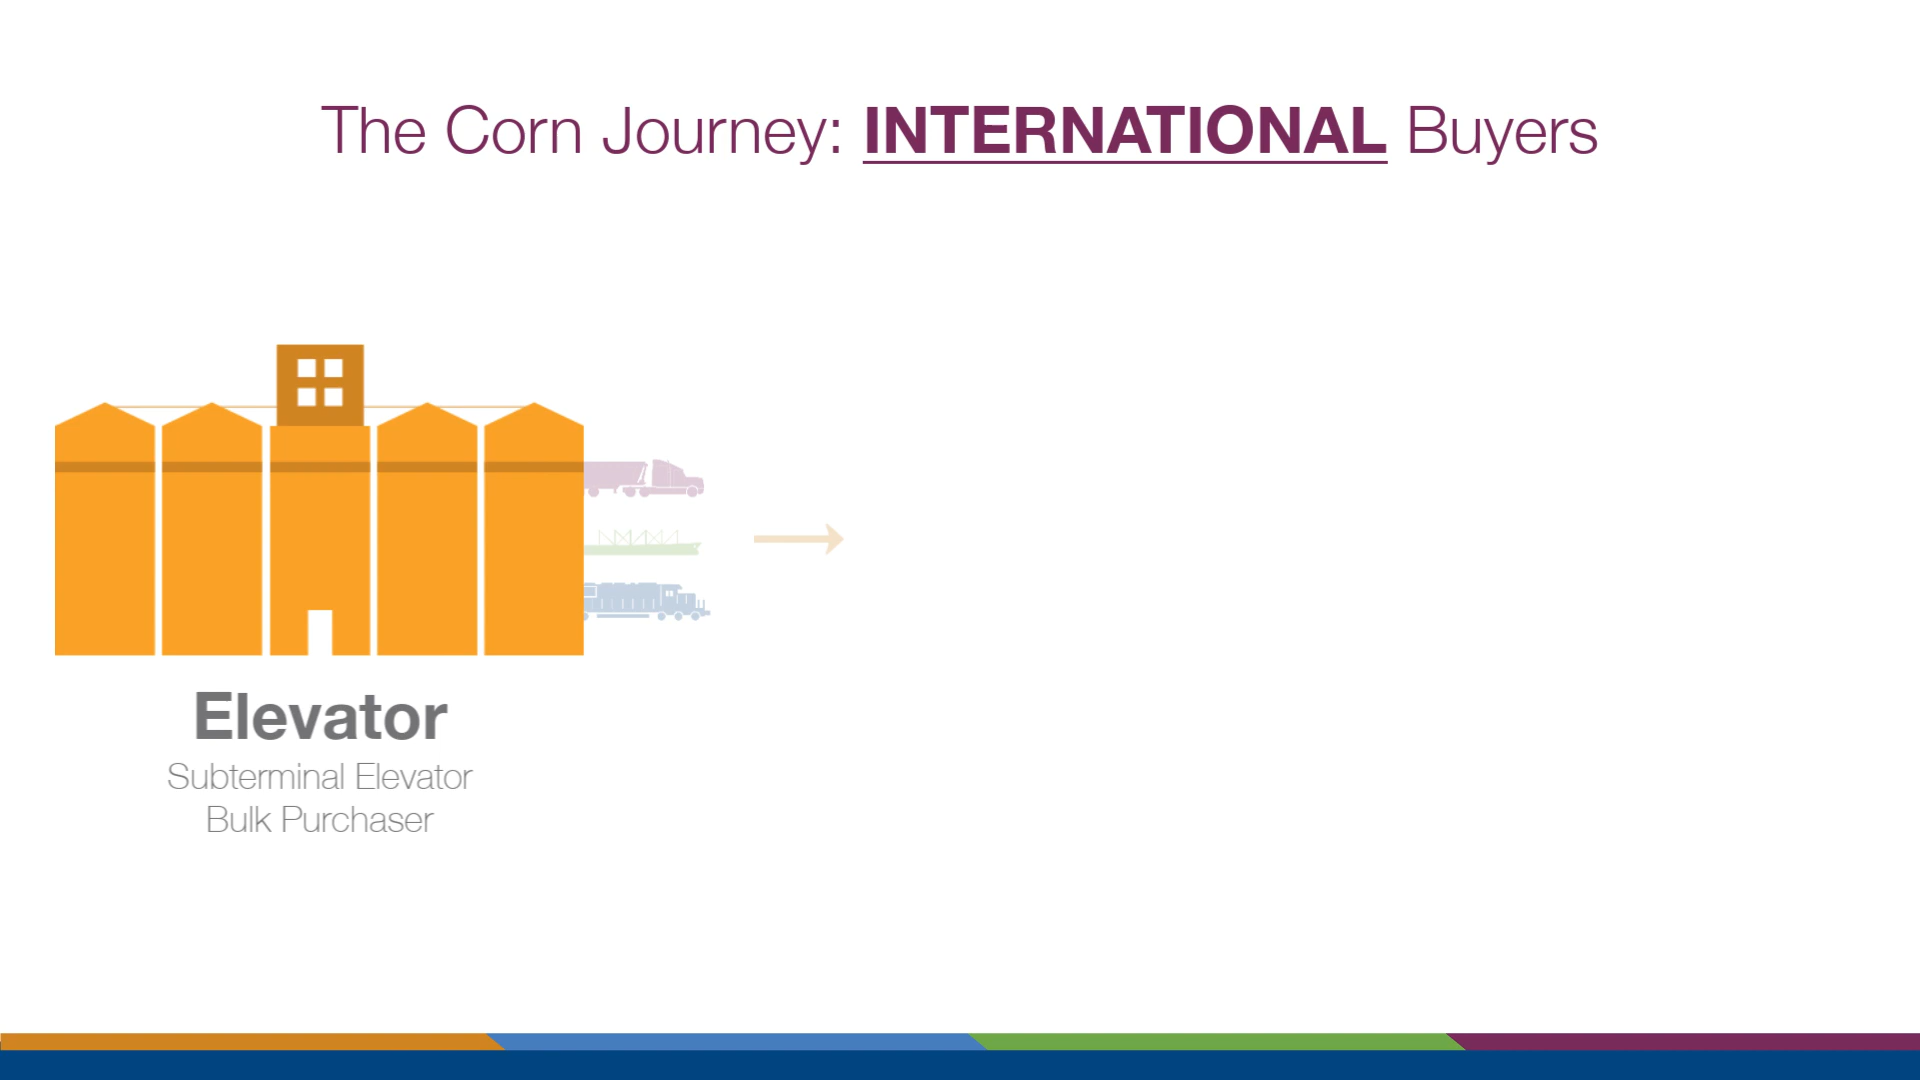 The Corn Journey: INTERNATIONAL Buyers
Elevator
Subterminal Elevator
Bulk Purchaser